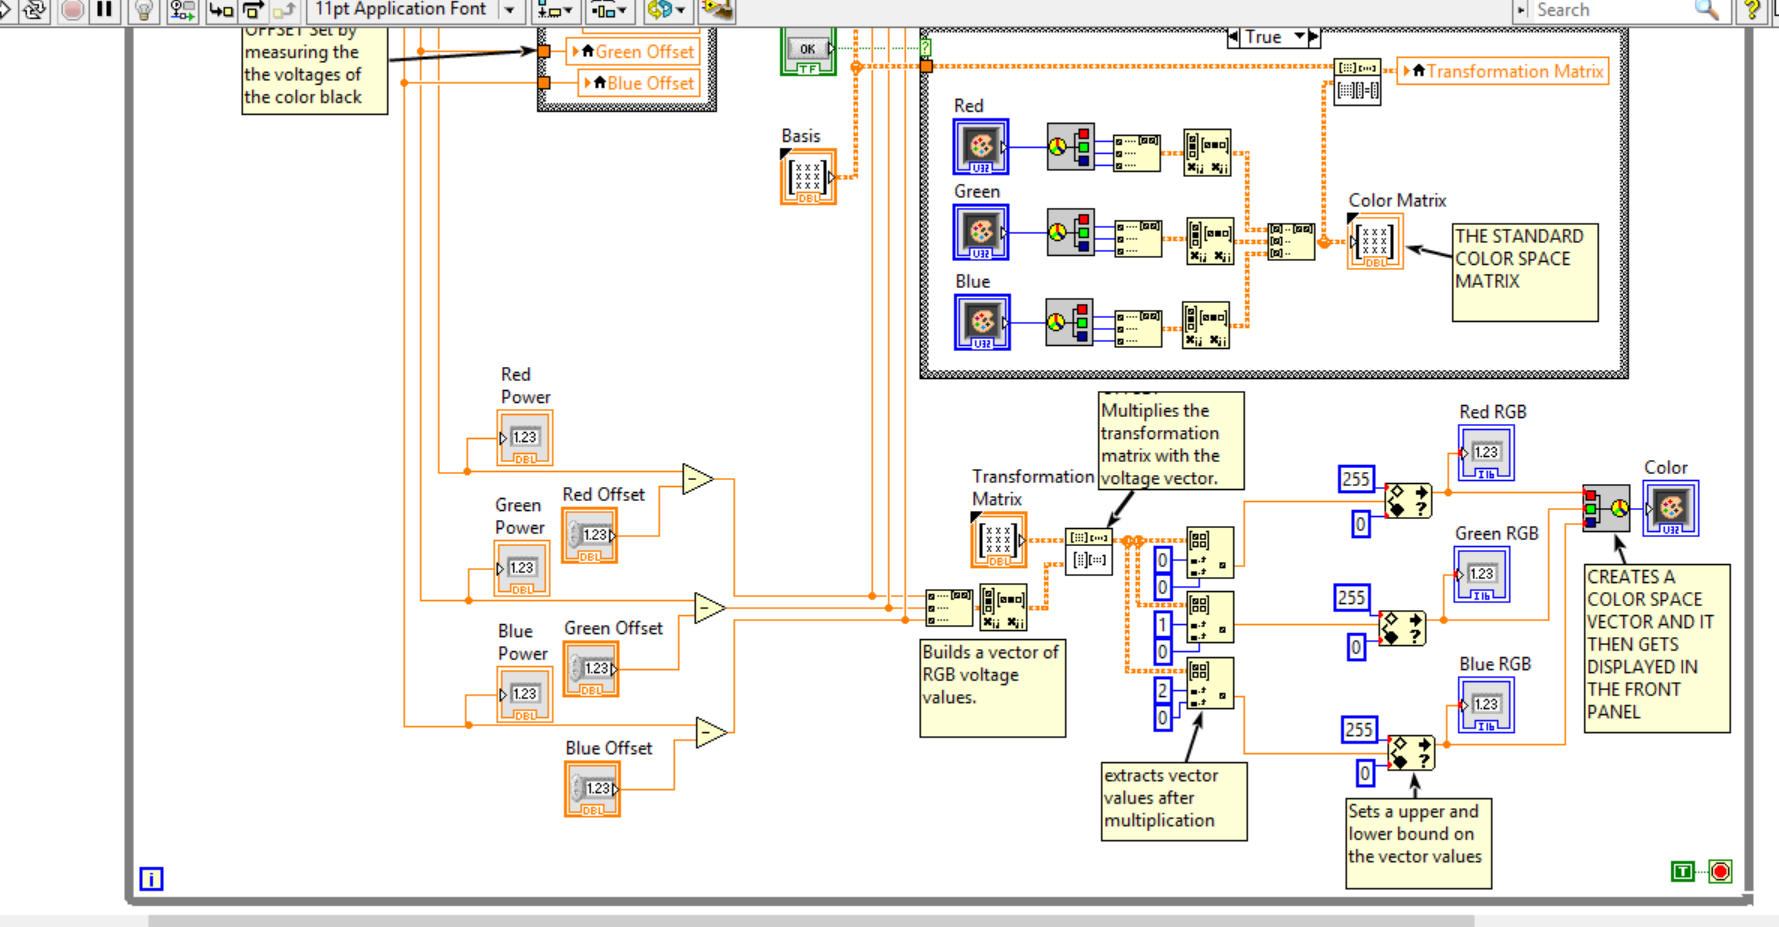 11pt Application Font
Search
OFFSET Set by
measuring the
the voltages of
the color black
Green Offset
Blue Offset
OK
TF
True
Transformation Matrix
Basis
DBL
Red
U32
Green
U32
Blue
U32
Color Matrix
DBL
THE STANDARD
COLOR SPACE
MATRIX
Red
Power
1.23
DBL
Green
Power
1.23
DBL
Blue
Power
1.23
DBL
Red Offset
1.23
DBL
Green Offset
1.23
DBL
Blue Offset
1.23
DBL
Multiplies the
transformation
matrix with the
voltage vector.
Transformation
Matrix
DBL
Builds a vector of
RGB voltage
values.
0
0
1
0
2
0
extracts vector
values after
multiplication
255
0
255
0
255
0
Red RGB
1.23
I16
Green RGB
1.23
I16
Blue RGB
1.23
I16
Color
U32
CREATES A
COLOR SPACE
VECTOR AND IT
THEN GETS
DISPLAYED IN
THE FRONT
PANEL
Sets a upper and
lower bound on
the vector values
i
T